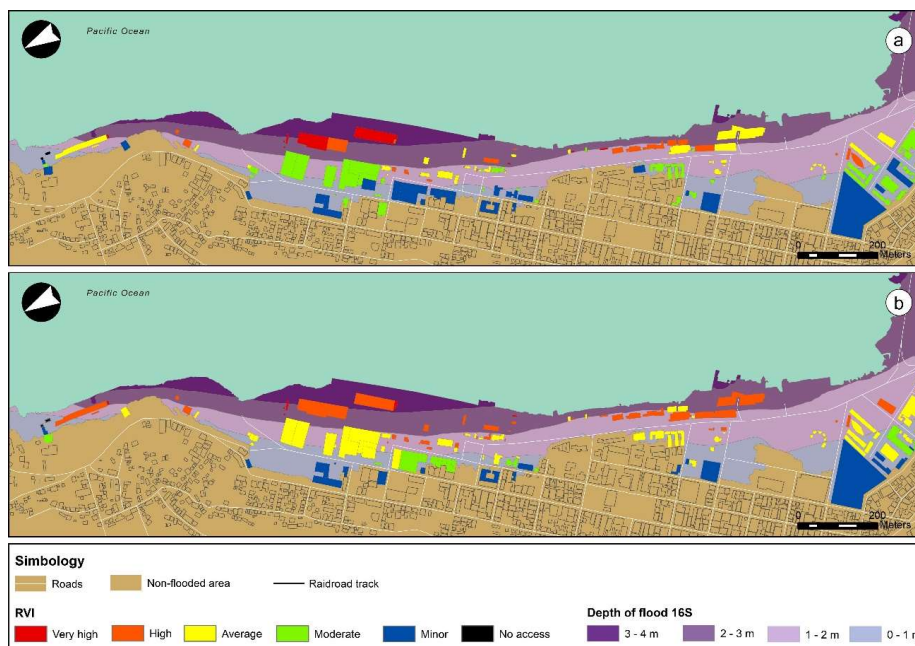 Pacific Ocean
a
0 200
Meters
Pacific Ocean
b
0 200
Meters
Simbology
Roads Non-flooded area Raidroad track
RVI Depth of flood 16S
Very high High Average Moderate Minor No access 3 - 4 m 2 - 3 m 1 - 2 m 0 - 1 m